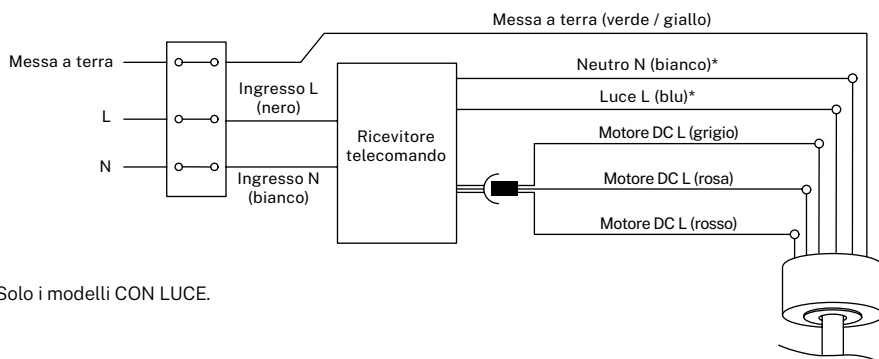 Messa a terra (verde / giallo)
Messa a terra
Neutro N (bianco)*
Ingresso L
(nero)
Luce L (blu)*
L
Ricevitore
telecomando
Motore DC L (grigio)
N
Ingresso N
(bianco)
Motore DC L (rosa)
Motore DC L (rosso)
Solo i modelli CON LUCE.